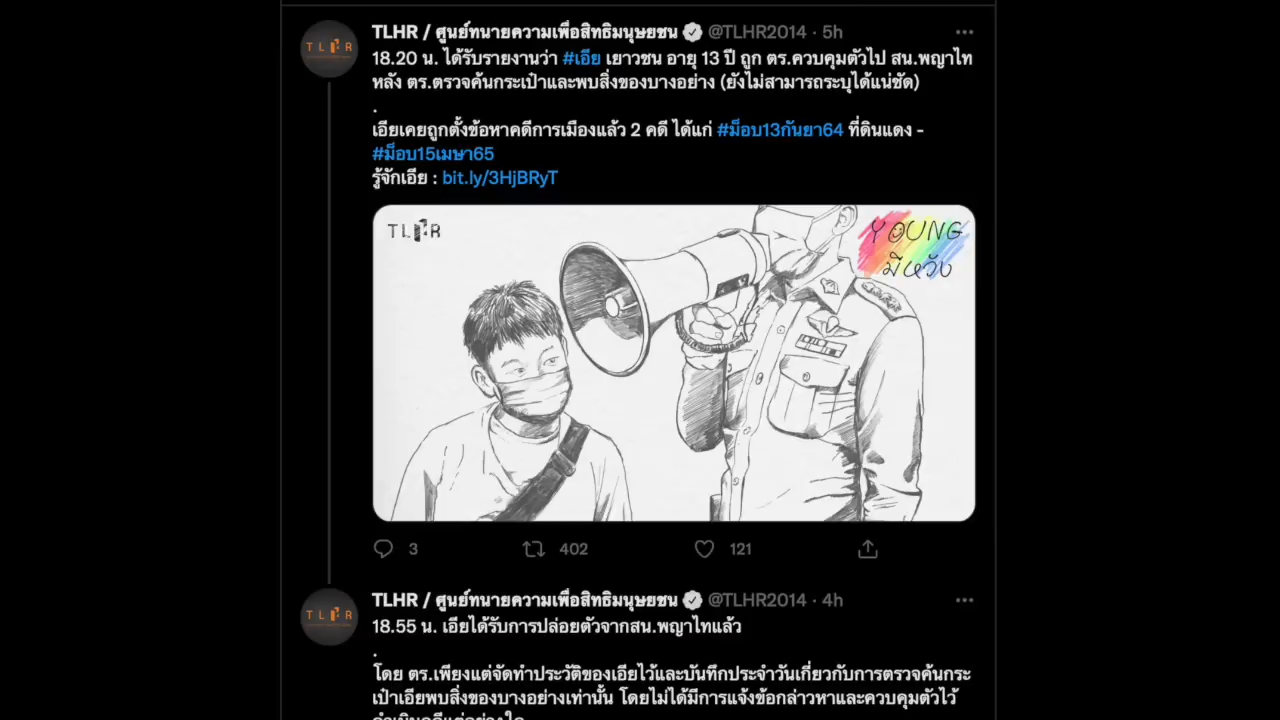 TLHR / ศูนย์ทนายความเพื่อสิทธิมนุษยชน @TLHR2014 · 5h
TLHR
18.20 น. ได้รับรายงานว่า #เอีย เยาวชน อายุ 13 ปี ถูก ตร.ควบคุมตัวไป สน.พญาไท
หลัง ตร.ตรวจค้นกระเป๋าและพบสิ่งของบางอย่าง (ยังไม่สามารถระบุได้แน่ชัด)
.
เอียเคยถูกตั้งข้อหาคดีการเมืองแล้ว 2 คดี ได้แก่ #ม็อบ13กันยา64 ที่ดินแดง -
#ม็อบ15เมษา65
รู้จักเอีย : bit.ly/3HjBRyT
TLHR
YOUNG
มีหวัง
3 402 121
TLHR / ศูนย์ทนายความเพื่อสิทธิมนุษยชน @TLHR2014 · 4h
TLHR
18.55 น. เอียได้รับการปล่อยตัวจากสน.พญาไทแล้ว
.
โดย ตร.เพียงแต่จัดทำประวัติของเอียไว้และบันทึกประจำวันเกี่ยวกับการตรวจค้นกระ
เป๋าเอียพบสิ่งของบางอย่างเท่านั้น โดยไม่ได้มีการแจ้งข้อกล่าวหาและควบคุมตัวไว้